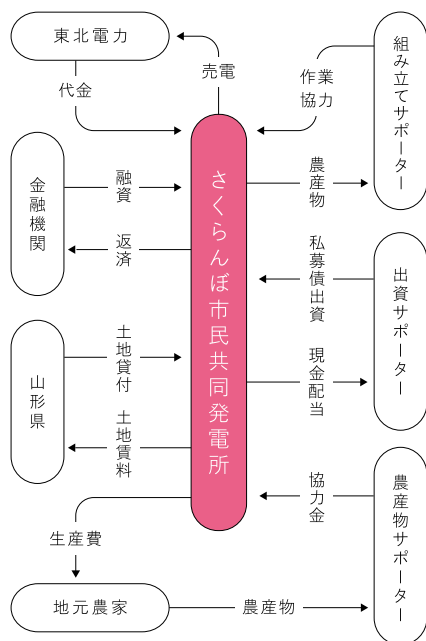 東北電力
売電
代金
作業
協力
組み立てサポーター
金融機関
融資
返済
農産物
さくらんぼ市民共同発電所
私募債出資
出資サポーター
現金配当
山形県
土地貸付
土地賃料
協力金
農産物サポーター
生産費
地元農家
農産物